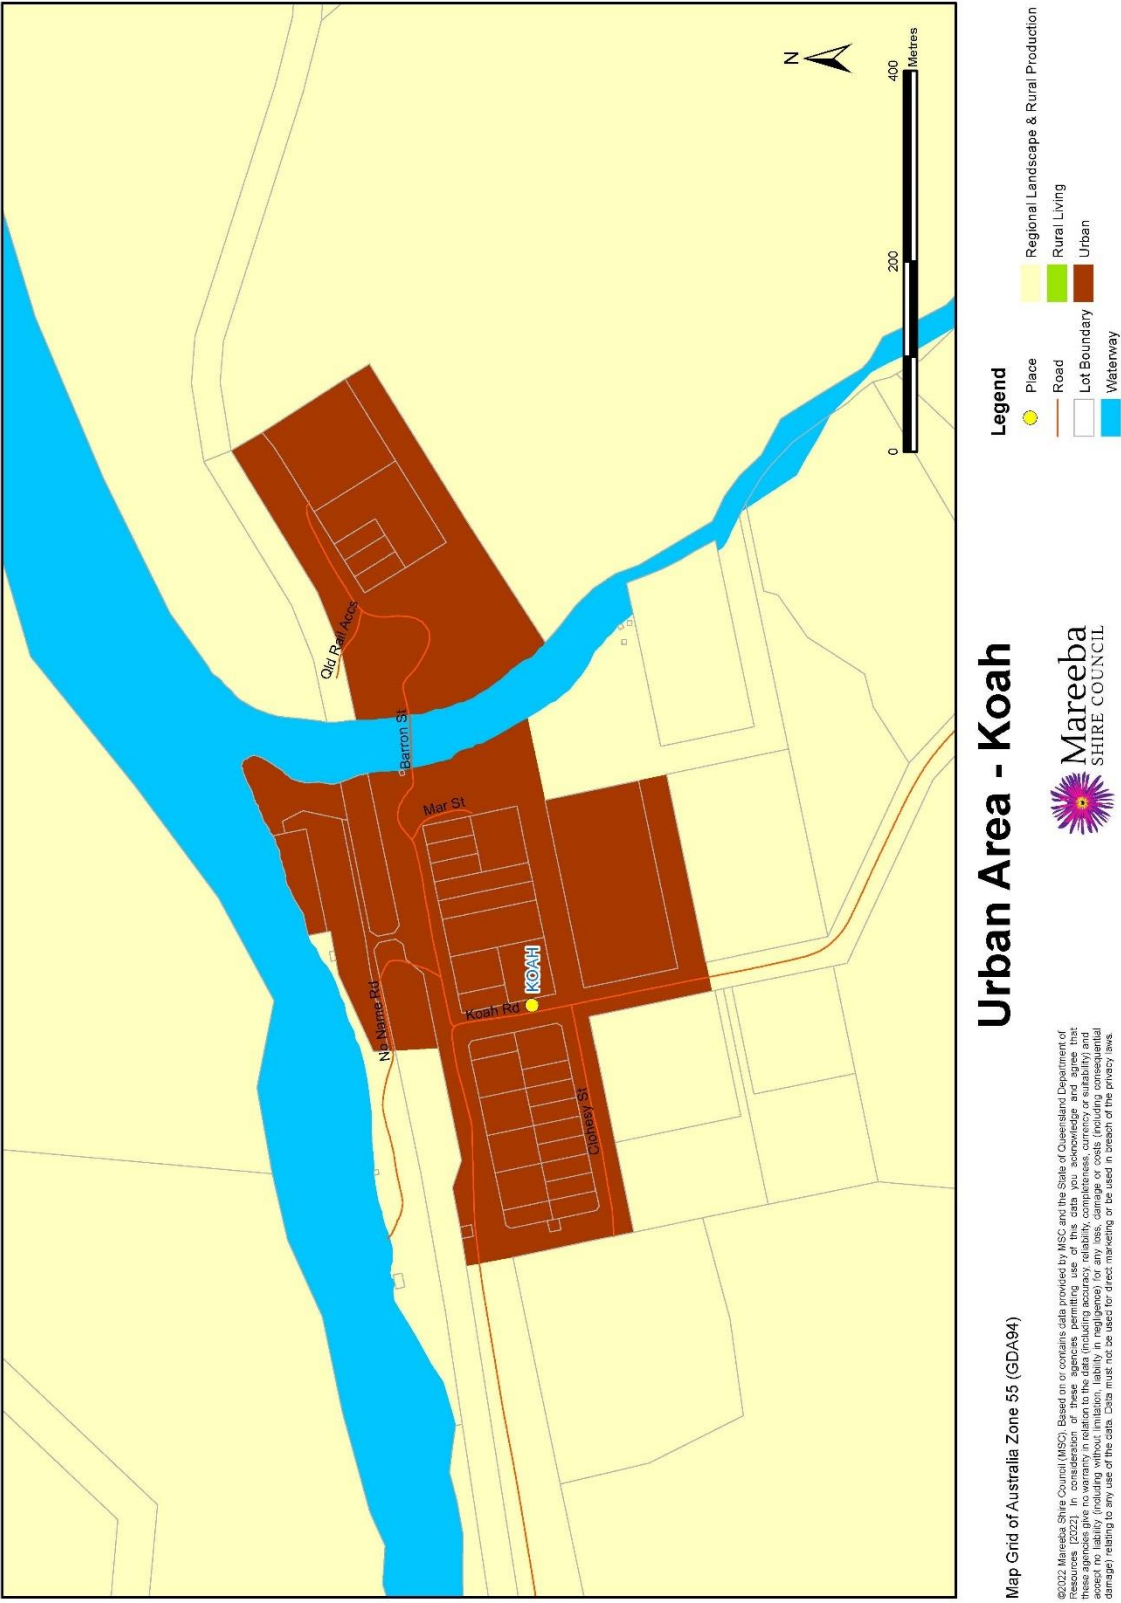 N
Qld Rail Accs
Barron St
Mar St
No Name Rd
Koah Rd
KOAH
Clohesy St
0
200
400
Metres
Urban Area - Koah
Map Grid of Australia Zone 55 (GDA94)
©2022 Mareeba Shire Council (MSC). Based on or contains data provided by MSC and the State of Queensland Department of
Resources [2022]. In consideration of these agencies permitting use of this data you acknowledge and agree that
these agencies give no warranty in relation to the data (including accuracy, reliability, completeness, currency or suitability) and
accept no liability (including without limitation, liability in negligence) for any loss, damage or costs (including consequential
damage) relating to any use of the data. Data must not be used for direct marketing or be used in breach of the privacy laws.
Mareeba
SHIRE COUNCIL
Legend
Place
Road
Lot Boundary
Waterway
Regional Landscape & Rural Production
Rural Living
Urban